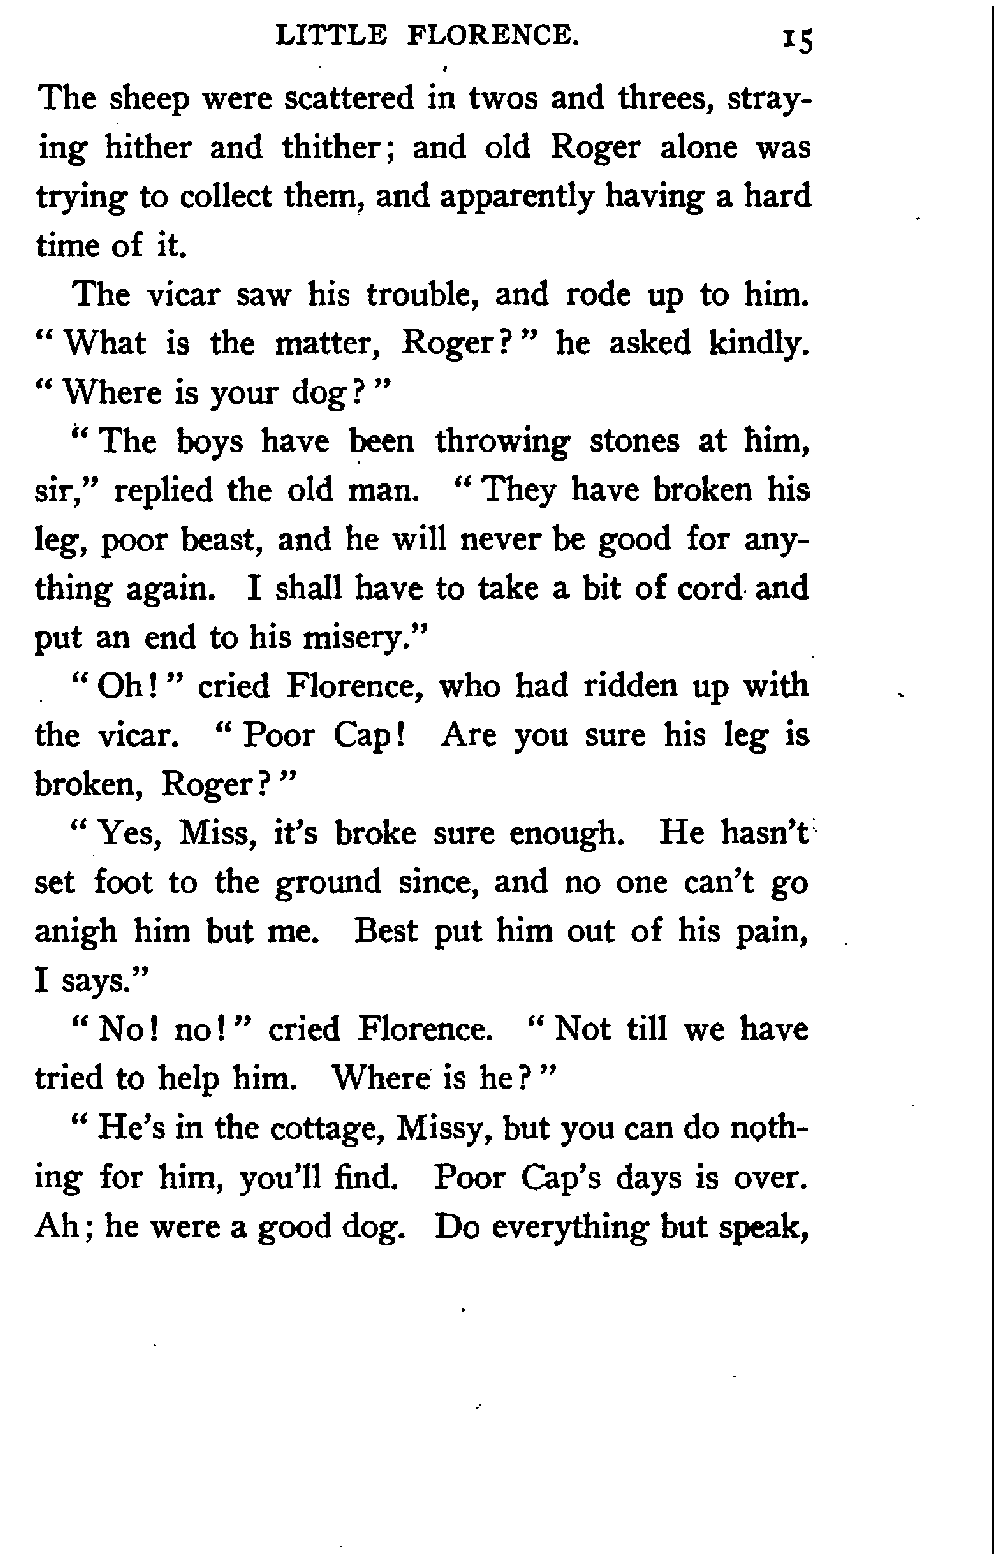 LITTLE FLORENCE. 15
The sheep were scattered in twos and threes, stray-
ing hither and thither; and old Roger alone was
trying to collect them, and apparently having a hard
time of it.
The vicar saw his trouble, and rode up to him.
“What is the matter, Roger?” he asked kindly.
“Where is your dog?”
“The boys have been throwing stones at him,
sir,” replied the old man. “They have broken his
leg, poor beast, and he will never be good for any-
thing again. I shall have to take a bit of cord and
put an end to his misery.”
“Oh!” cried Florence, who had ridden up with
the vicar. “Poor Cap! Are you sure his leg is
broken, Roger?”
“Yes, Miss, it’s broke sure enough. He hasn’t
set foot to the ground since, and no one can’t go
anigh him but me. Best put him out of his pain,
I says.”
“No! no!” cried Florence. “Not till we have
tried to help him. Where is he?”
“He’s in the cottage, Missy, but you can do noth-
ing for him, you’ll find. Poor Cap’s days is over.
Ah; he were a good dog. Do everything but speak,